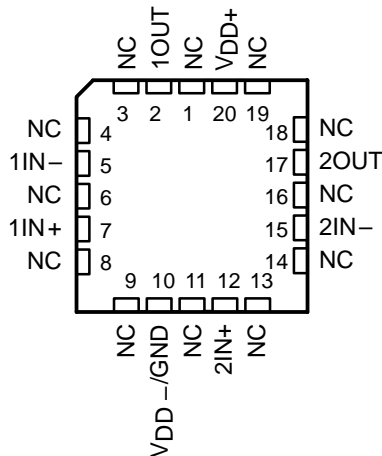 NC
1OUT
NC
VDD+
NC
3
2
1
20
19
NC 4
1IN− 5
NC 6
1IN+ 7
NC 8
18 NC
17 2OUT
16 NC
15 2IN−
14 NC
9
10
11
12
13
NC
VDD−/GND
NC
2IN+
NC